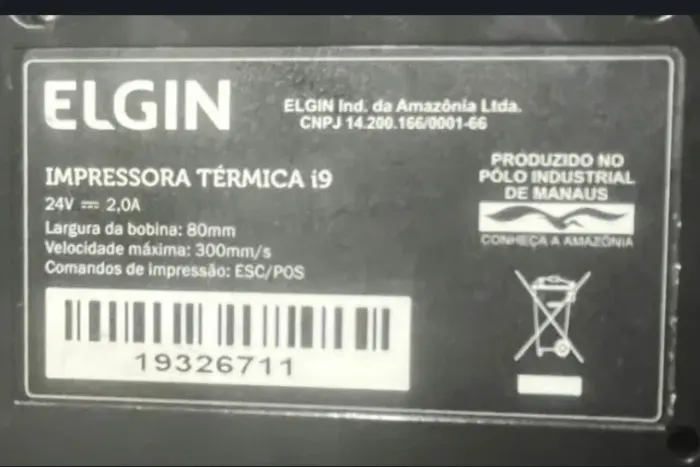 ELGIN
ELGIN Ind. da Amazônia Ltda.
CNPJ 14.200.166/0001-66
IMPRESSORA TÉRMICA i9
24V ⎓ 2,0A
Largura da bobina: 80mm
Velocidade máxima: 300mm/s
Comandos de impressão: ESC/POS
PRODUZIDO NO
PÓLO INDUSTRIAL
DE MANAUS
CONHEÇA A AMAZÔNIA
19326711